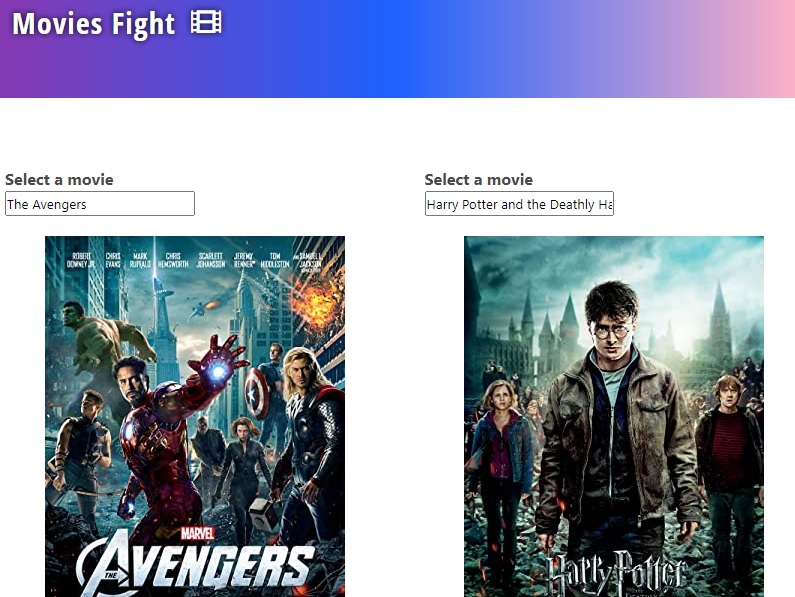 Movies Fight
Select a movie
The Avengers
Select a movie
Harry Potter and the Deathly Ha
ROBERT DOWNEY JR. CHRIS EVANS MARK RUFFALO CHRIS HEMSWORTH SCARLETT JOHANSSON JEREMY RENNER TOM HIDDLESTON AND SAMUEL L. JACKSON
MARVEL
THE AVENGERS
Harry Potter